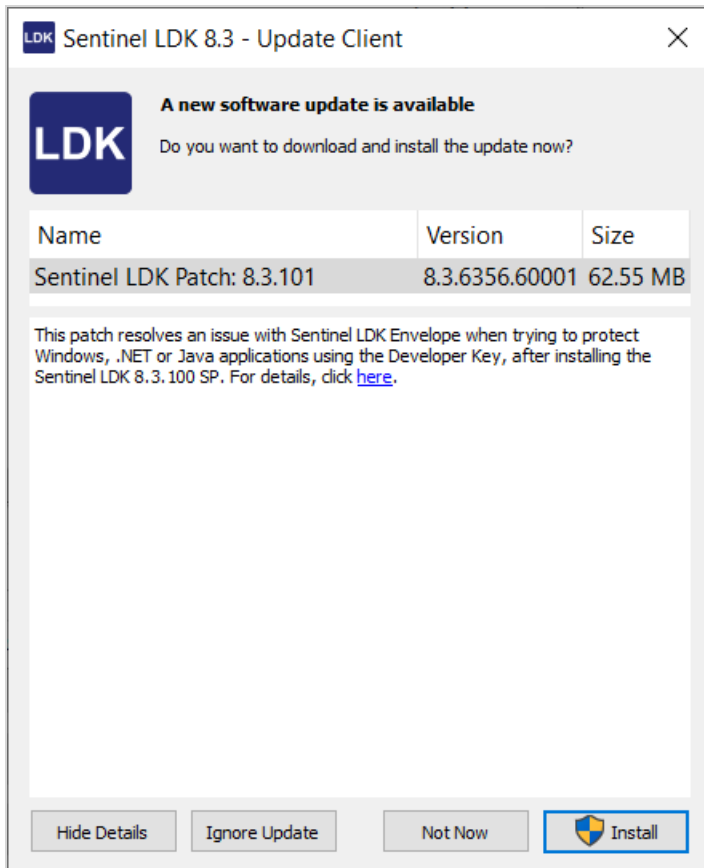 LDK Sentinel LDK 8.3 - Update Client
LDK
A new software update is available
Do you want to download and install the update now?
Name Version Size
Sentinel LDK Patch: 8.3.101 8.3.6356.60001 62.55 MB
This patch resolves an issue with Sentinel LDK Envelope when trying to protect
Windows, .NET or Java applications using the Developer Key, after installing the
Sentinel LDK 8.3.100 SP. For details, click here.
Hide Details Ignore Update Not Now Install